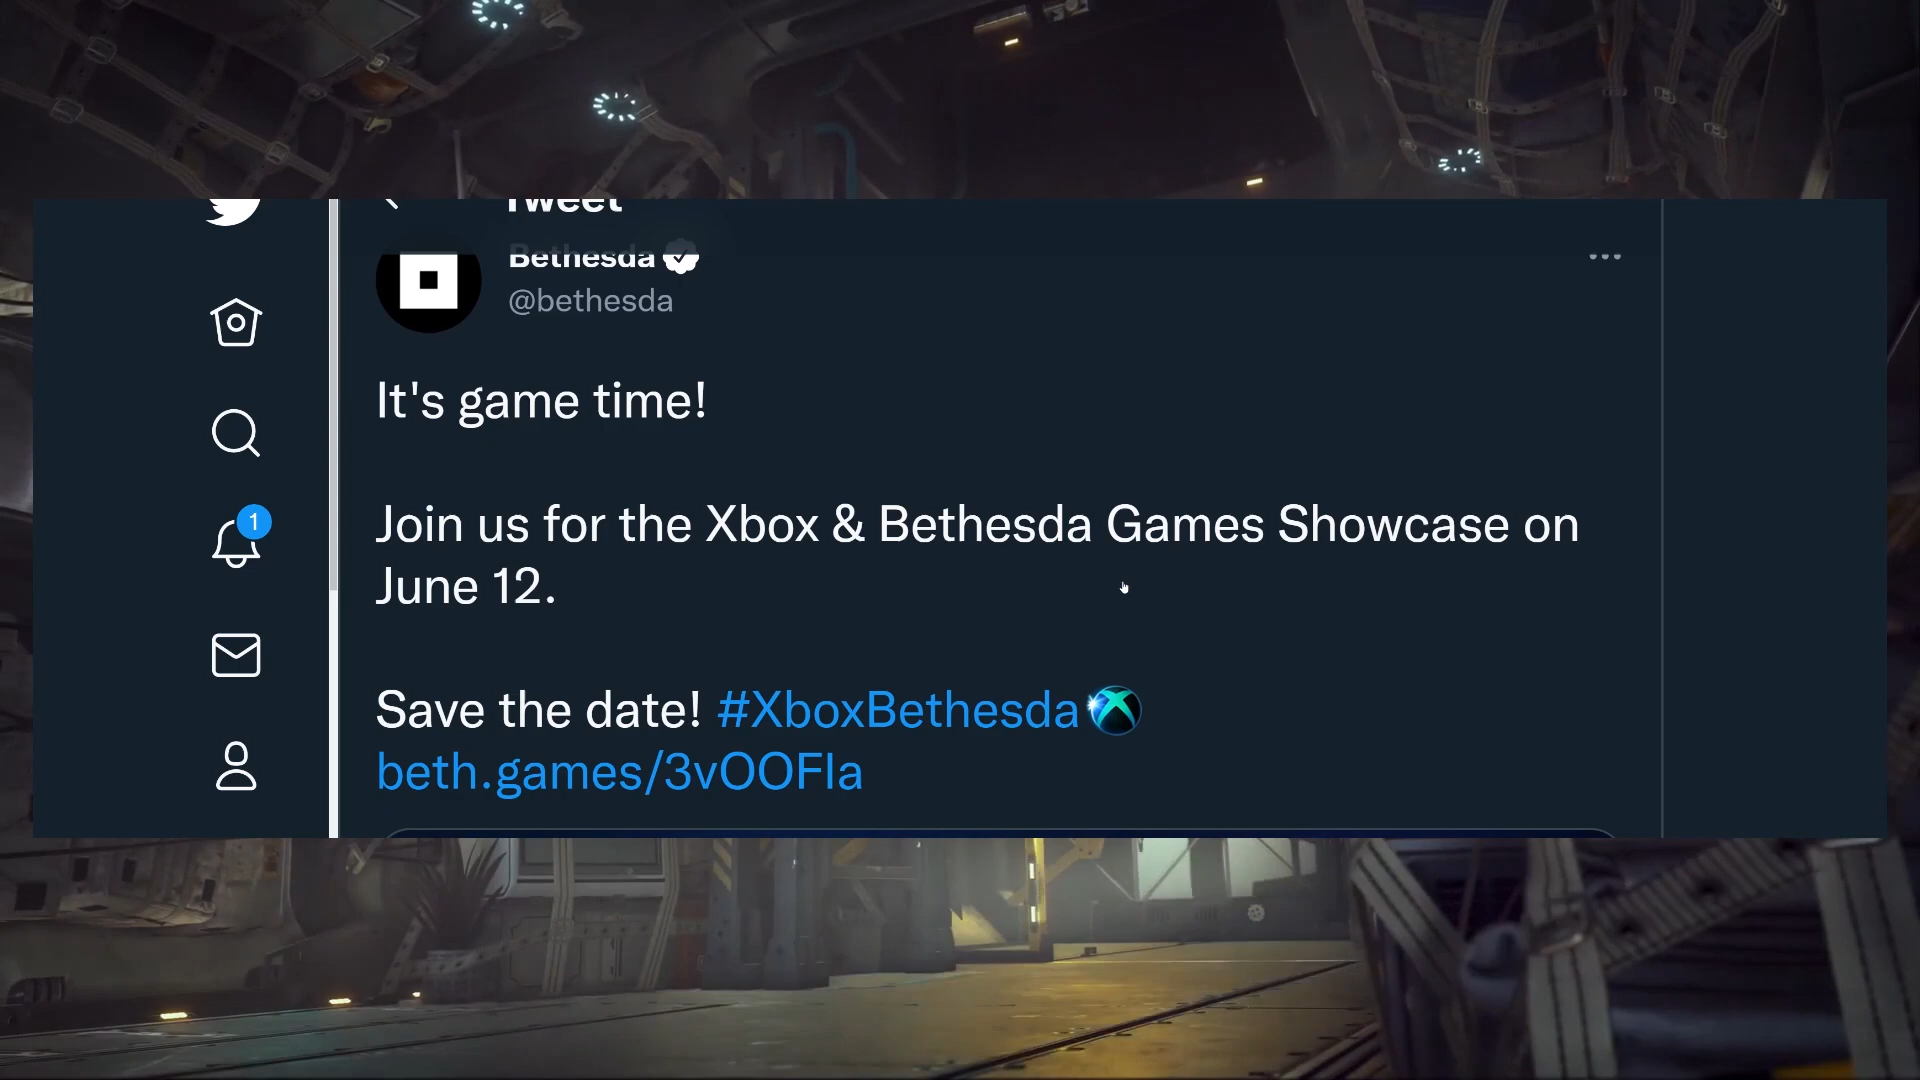 Tweet
Bethesda
@bethesda
It's game time!
Join us for the Xbox & Bethesda Games Showcase on
June 12.
Save the date! #XboxBethesda
beth.games/3vOOFla
1